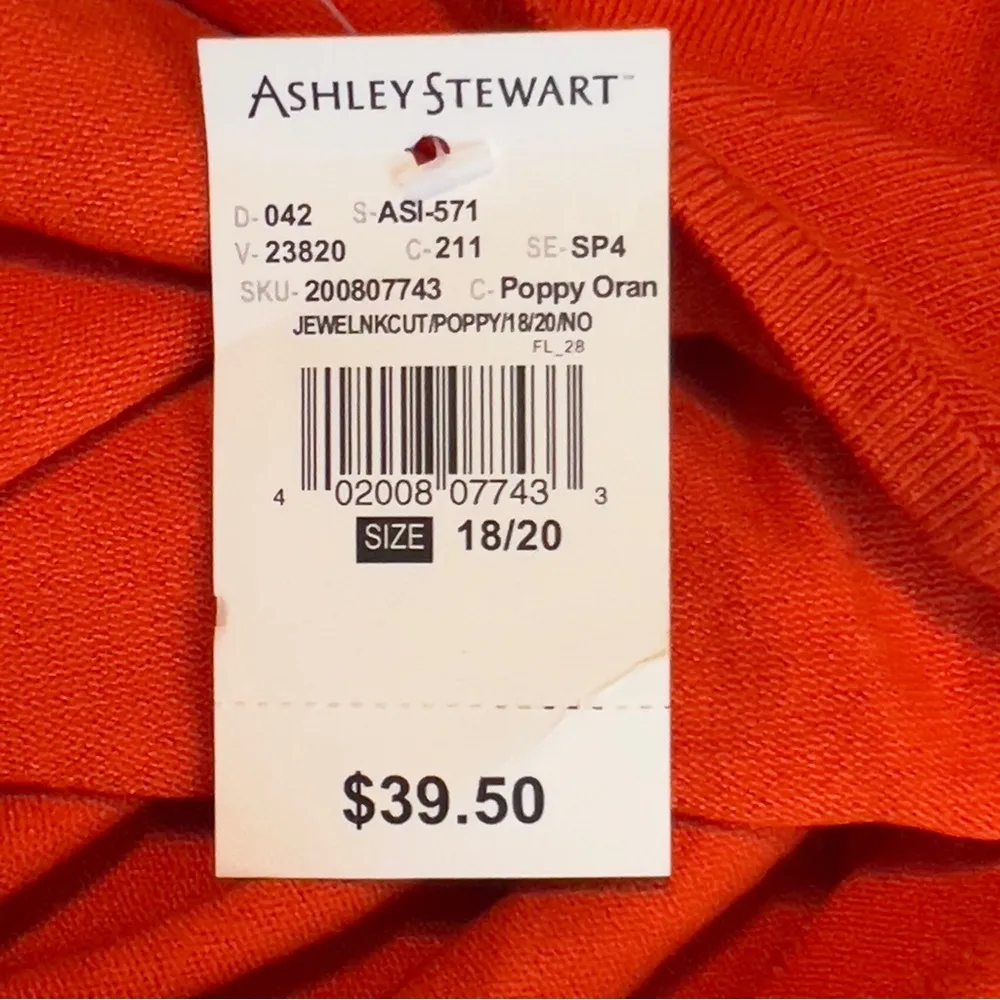 ASHLEY STEWART™
D- 042 S- ASI-571
V- 23820 C- 211 SE- SP4
SKU- 200807743 C- Poppy Oran
JEWELNKCUT/POPPY/18/20/NO
FL_28
4 02008 07743 3
SIZE 18/20
$39.50